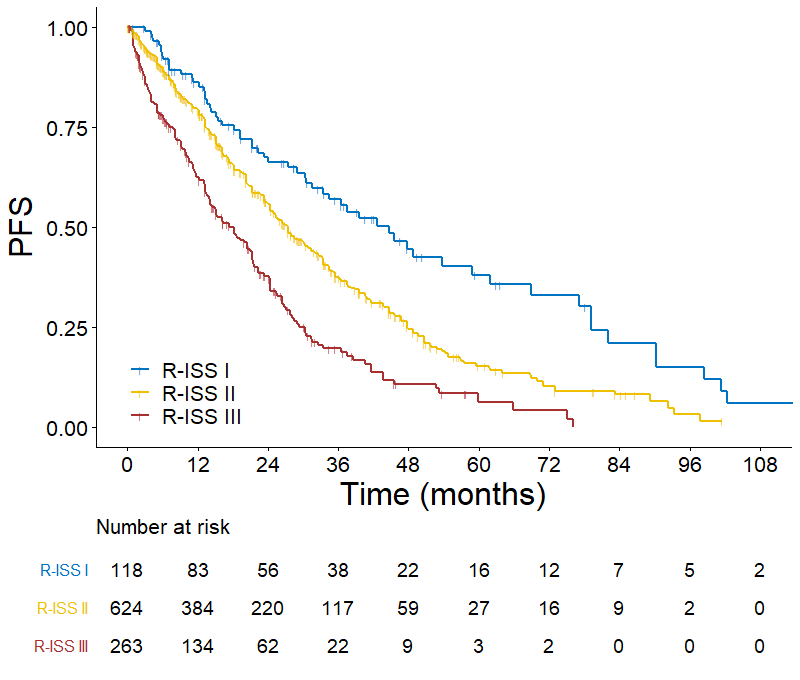 1.00
0.75
PFS
0.50
0.25
0.00
R-ISS I
R-ISS II
R-ISS III
0 12 24 36 48 60 72 84 96 108
Time (months)
Number at risk
R-ISS I 118 83 56 38 22 16 12 7 5 2
R-ISS II 624 384 220 117 59 27 16 9 2 0
R-ISS III 263 134 62 22 9 3 2 0 0 0